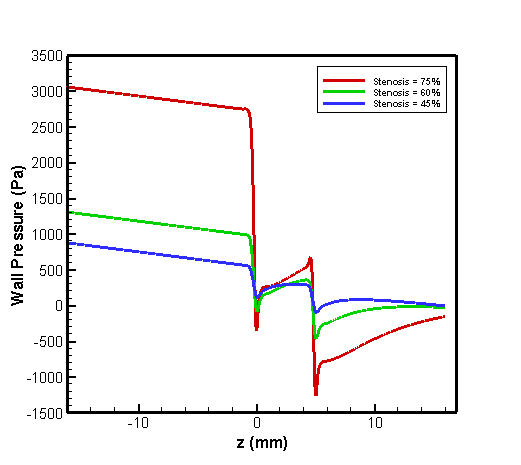 3500
3000
2500
2000
1500
1000
500
0
-500
-1000
-1500
Wall Pressure (Pa)
Stenosis = 75%
Stenosis = 60%
Stenosis = 45%
-10
0
10
z (mm)